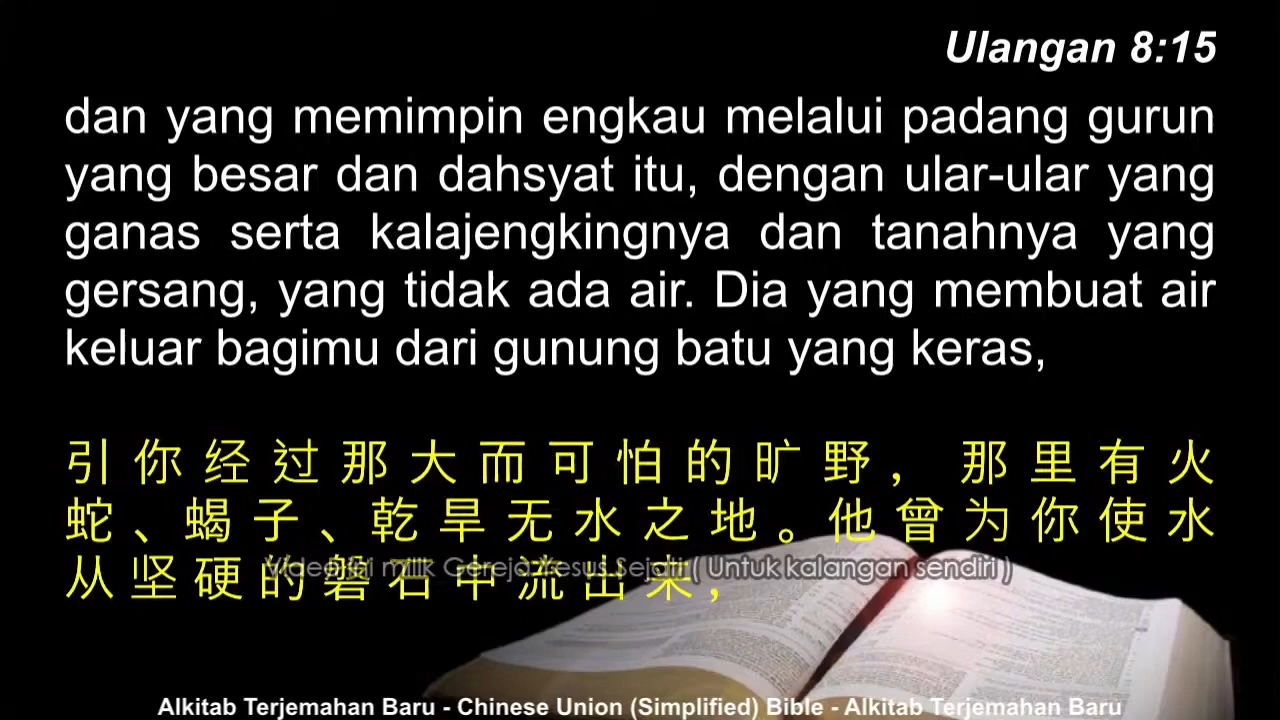 Ulangan 8:15
dan yang memimpin engkau melalui padang gurun
yang besar dan dahsyat itu, dengan ular-ular yang
ganas serta kalajengkingnya dan tanahnya yang
gersang, yang tidak ada air. Dia yang membuat air
keluar bagimu dari gunung batu yang keras,
引你经过那大而可怕的旷野，那里有火
蛇、蝎子、乾旱无水之地。他曾为你使水
从坚硬的磐石中流出来，
Video ini milik Gereja Yesus Sejati ( Untuk kalangan sendiri )
Alkitab Terjemahan Baru - Chinese Union (Simplified) Bible - Alkitab Terjemahan Baru